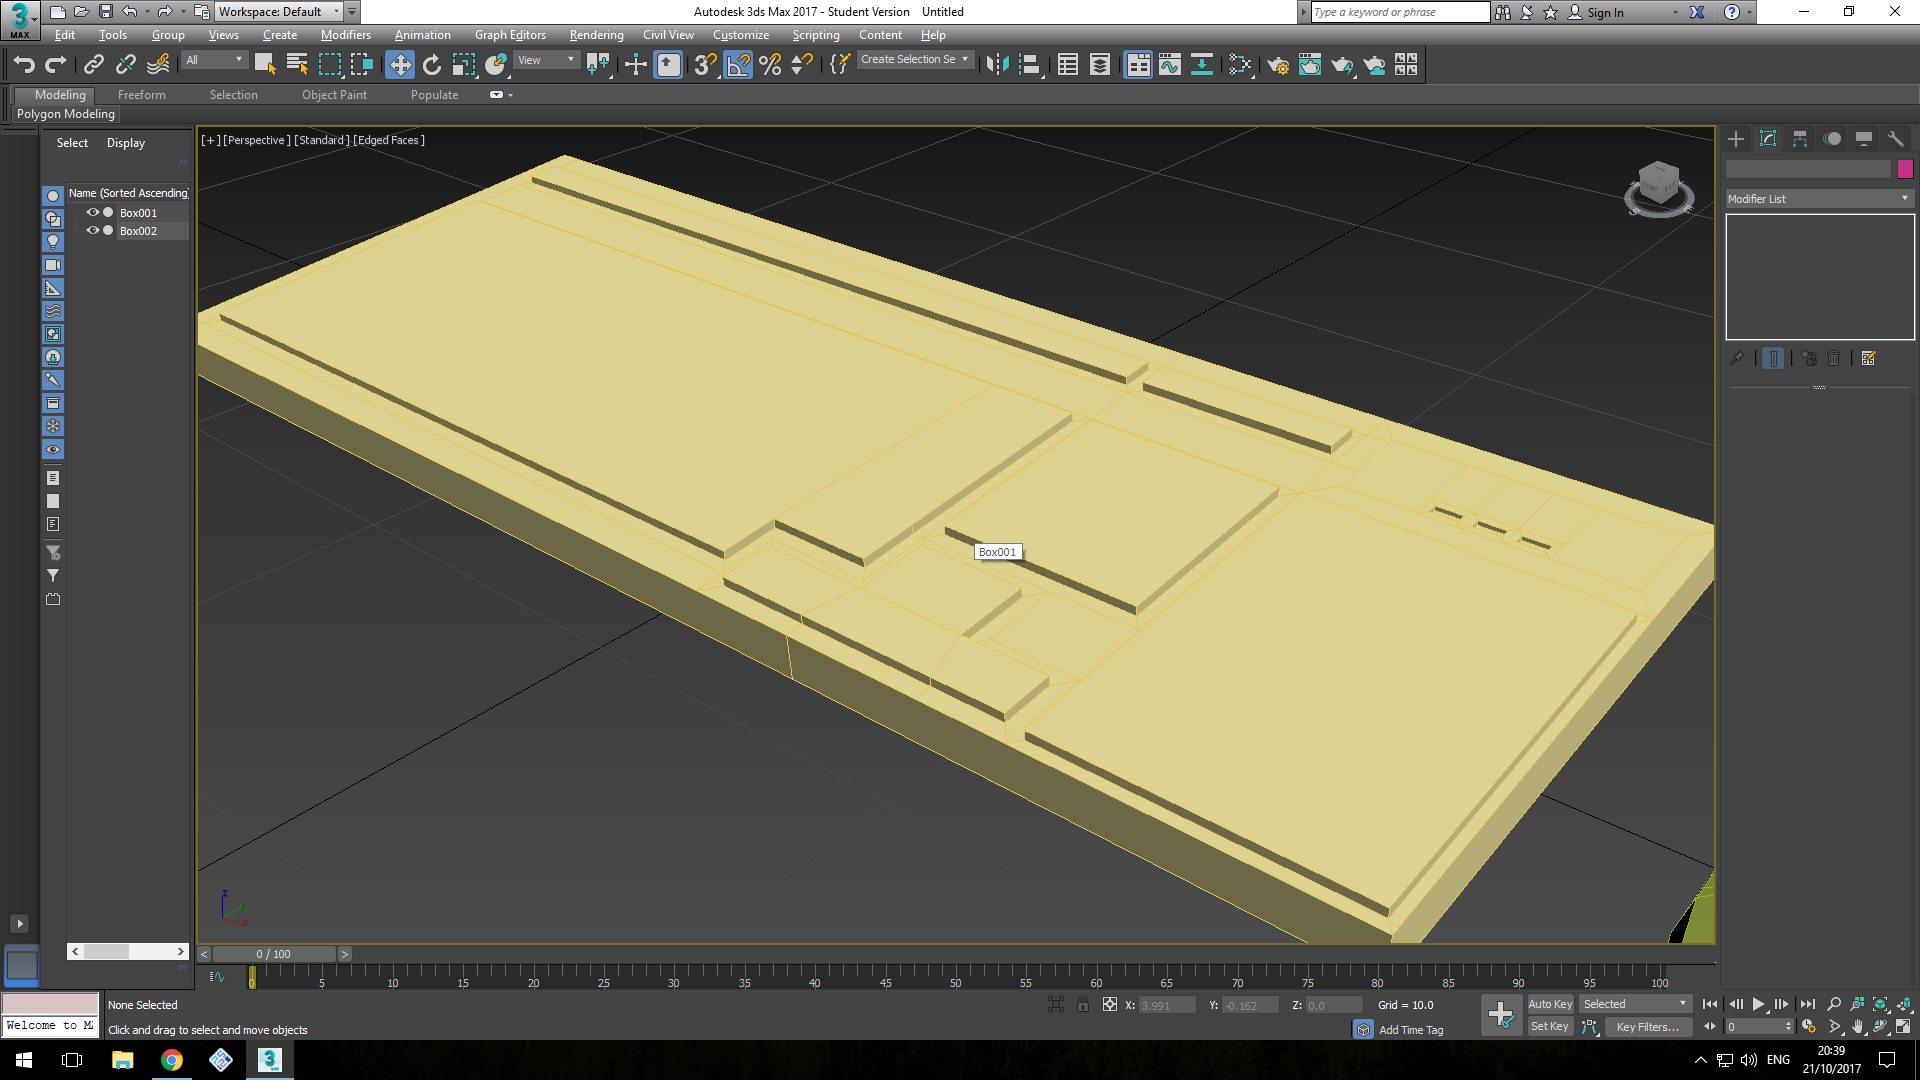 Workspace: Default
Autodesk 3ds Max 2017 - Student Version Untitled
Type a keyword or phrase
Sign In
3
MAX
Edit Tools Group Views Create Modifiers Animation Graph Editors Rendering Civil View Customize Scripting Content Help
All
View
Create Selection Se
Modeling Freeform Selection Object Paint Populate
Polygon Modeling
Select Display
Name (Sorted Ascending)
Box001
Box002
[+] [Perspective] [Standard] [Edged Faces]
Box001
z
y
x
Modifier List
0 / 100
0 5 10 15 20 25 30 35 40 45 50 55 60 65 70 75 80 85 90 95 100
None Selected
X: 3.991 Y: -0.162 Z: 0.0 Grid = 10.0
Auto Key Selected
Welcome to M
Click and drag to select and move objects
Add Time Tag
Set Key Key Filters...
0
ENG
20:39
21/10/2017